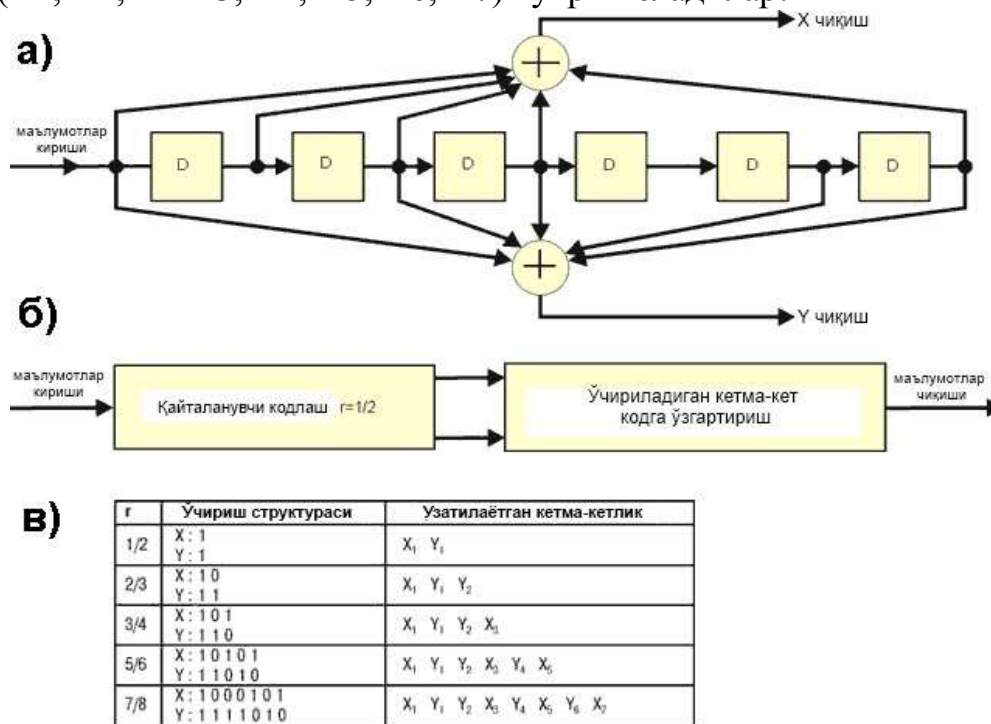 Х чиқиш
а)
маълумотлар
кириши
D D D D D D
Y чиқиш
б)
маълумотлар
кириши
Қайталанувчи кодлаш r=1/2
Ўчириладиган кетма-кет
кодга ўзгартириш
маълумотлар
чиқиши
в)
r Ўчириш структураси Узатилаётган кетма-кетлик
1/2 X : 1 X₁ Y₁
Y : 1
2/3 X : 1 0 X₁ Y₁ Y₂
Y : 1 1
3/4 X : 1 0 1 X₁ Y₁ Y₂ X₃
Y : 1 1 0
5/6 X : 1 0 1 0 1 X₁ Y₁ Y₂ X₃ Y₄ X₅
Y : 1 1 0 1 0
7/8 X : 1 0 0 0 1 0 1 X₁ Y₁ Y₂ X₃ Y₄ X₅ Y₆ X₇
Y : 1 1 1 1 0 1 0